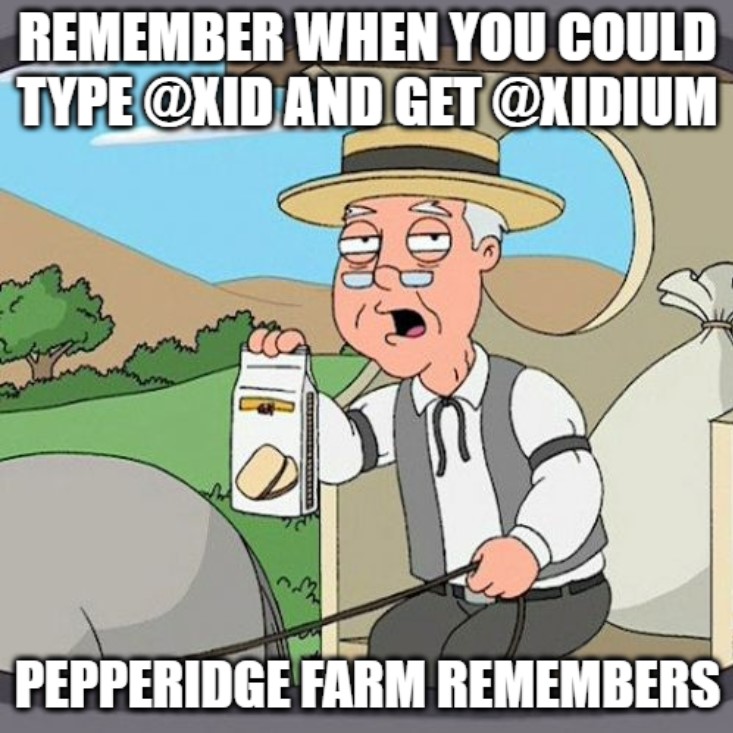 REMEMBER WHEN YOU COULD
TYPE @XID AND GET @XIDIUM
PEPPERIDGE FARM REMEMBERS